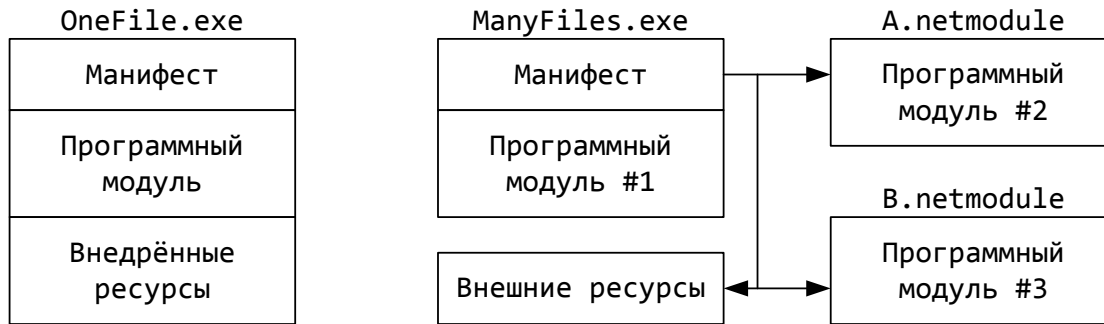 OneFile.exe
Манифест
Программный
модуль
Внедрённые
ресурсы
ManyFiles.exe
Манифест
Программный
модуль #1
Внешние ресурсы
A.netmodule
Программный
модуль #2
B.netmodule
Программный
модуль #3